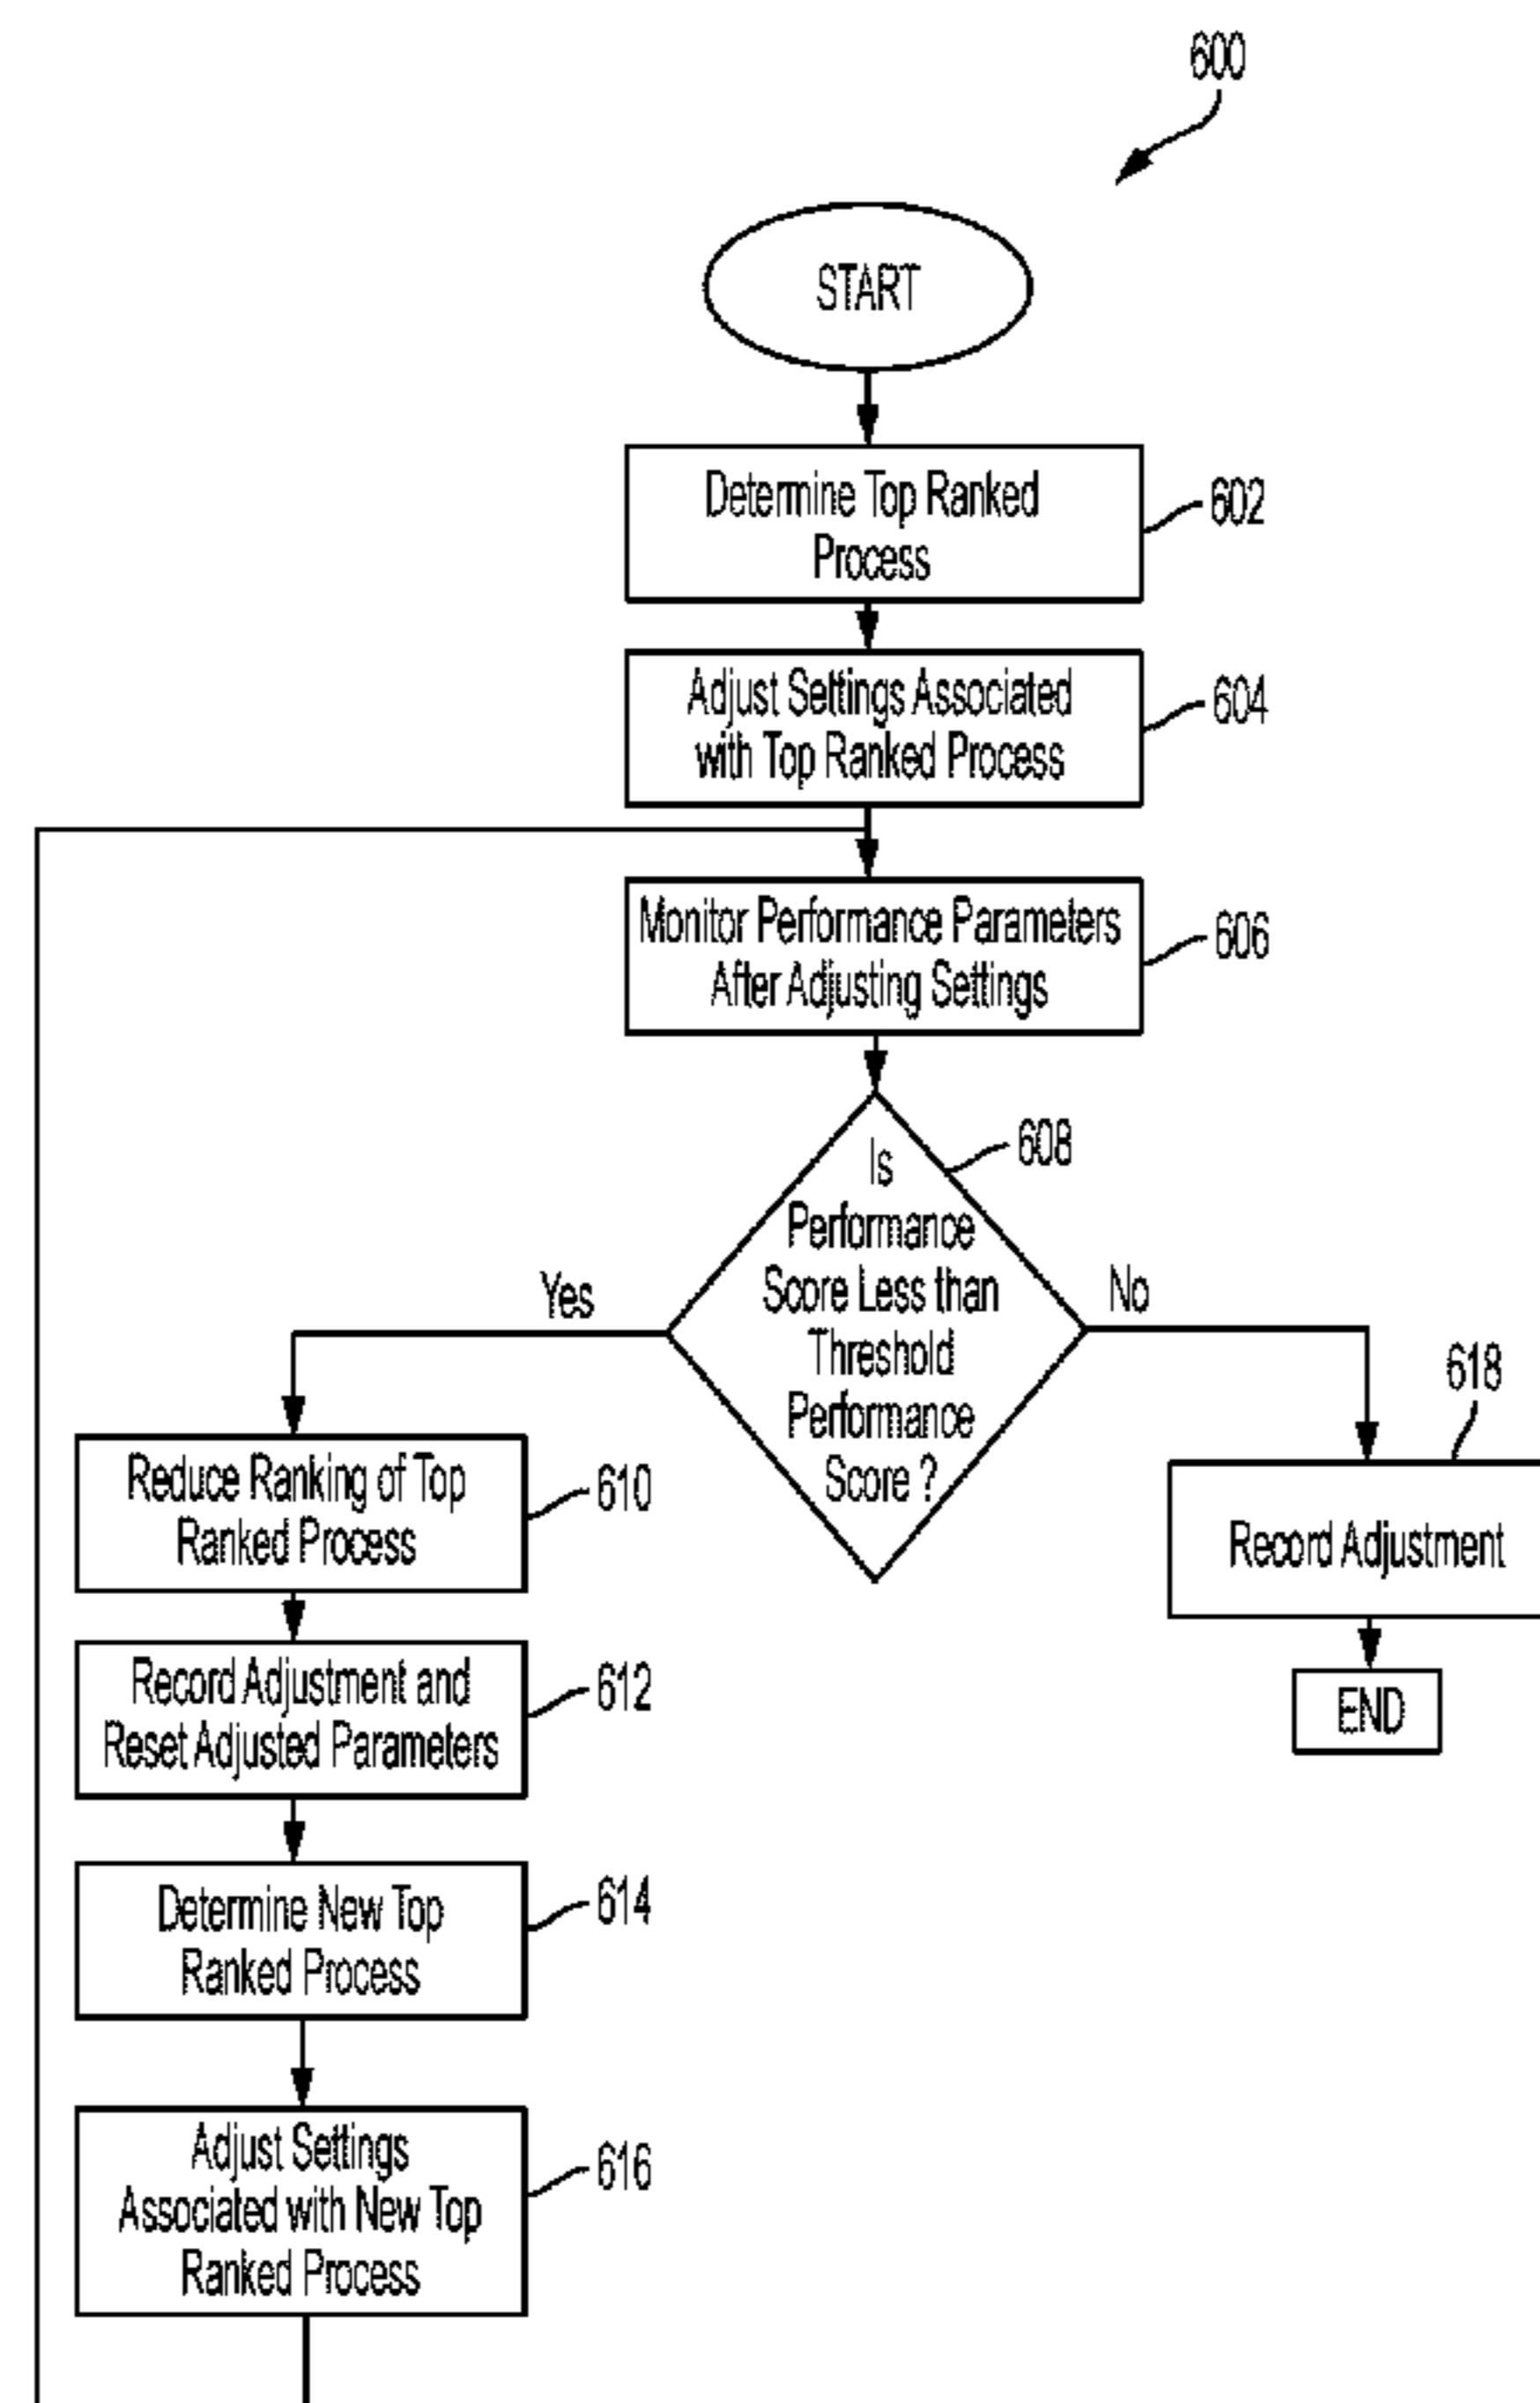 600
START
Determine Top Ranked
Process
602
Adjust Settings Associated
with Top Ranked Process
604
Monitor Performance Parameters
After Adjusting Settings
606
Is
Performance
Score Less than
Threshold
Performance
Score ?
608
Yes
No
Reduce Ranking of Top
Ranked Process
610
618
Record Adjustment
END
Record Adjustment and
Reset Adjusted Parameters
612
Determine New Top
Ranked Process
614
Adjust Settings
Associated with New Top
Ranked Process
616